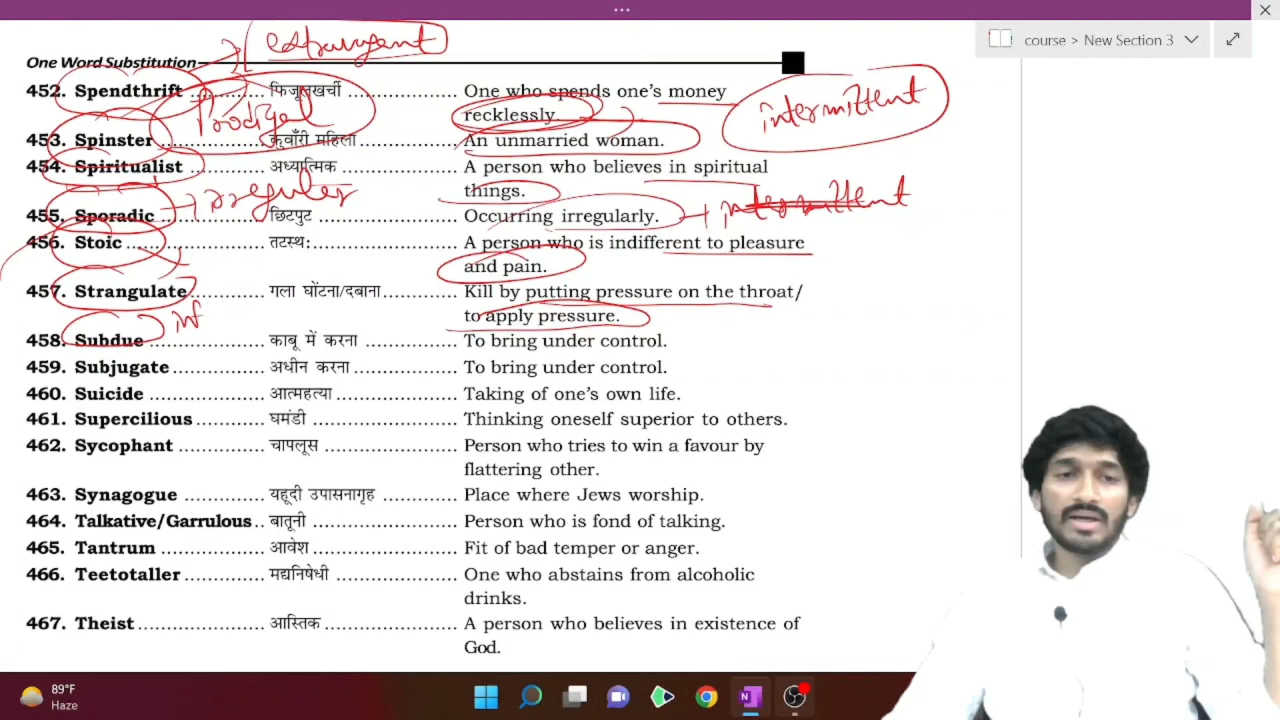 course > New Section 3
extravgent
One Word Substitution
452. Spendthrift फिजूलखर्ची One who spends one's money
recklessly.
Prodigal
intermittent
453. Spinster ............... कुवाँरी महिला ............... An unmarried woman.
454. Spiritualist ........... अध्यात्मिक ............... A person who believes in spiritual
things.
irregular
455. Sporadic ............... छिटपुट ............... Occurring irregularly. → intermittent
456. Stoic ............... तटस्थः ............... A person who is indifferent to pleasure
and pain.
457. Strangulate ........... गला घोंटना/दबाना ........... Kill by putting pressure on the throat/
to apply pressure.
458. Subdue ............... काबू में करना ............... To bring under control.
459. Subjugate ............... अधीन करना ............... To bring under control.
460. Suicide ............... आत्महत्या ............... Taking of one's own life.
461. Supercilious ........... घमंडी ............... Thinking oneself superior to others.
462. Sycophant ............... चापलूस ............... Person who tries to win a favour by
flattering other.
463. Synagogue ............... यहूदी उपासनागृह ........... Place where Jews worship.
464. Talkative/Garrulous .. बातूनी ............... Person who is fond of talking.
465. Tantrum ............... आवेश ............... Fit of bad temper or anger.
466. Teetotaller ............... मद्यनिषेधी ............... One who abstains from alcoholic
drinks.
467. Theist ............... आस्तिक ............... A person who believes in existence of
God.
89°F
Haze